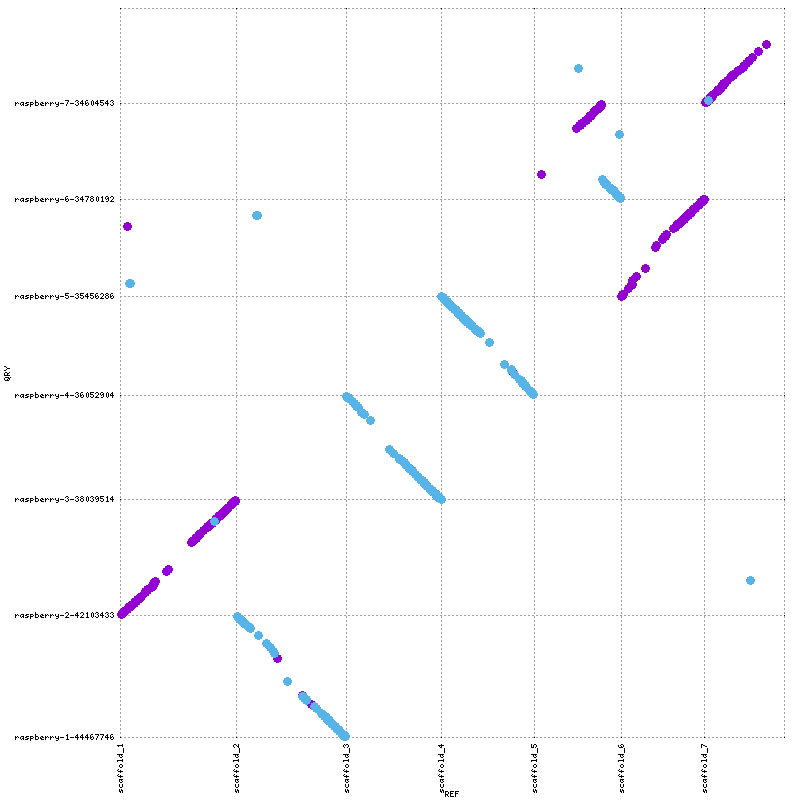 raspberry-7-34604543
raspberry-6-34780192
raspberry-5-35456286
QRY
raspberry-4-36052904
raspberry-3-38039514
raspberry-2-42103433
raspberry-1-44467746
scaffold_1
scaffold_2
scaffold_3
scaffold_4
scaffold_5
scaffold_6
scaffold_7
REF